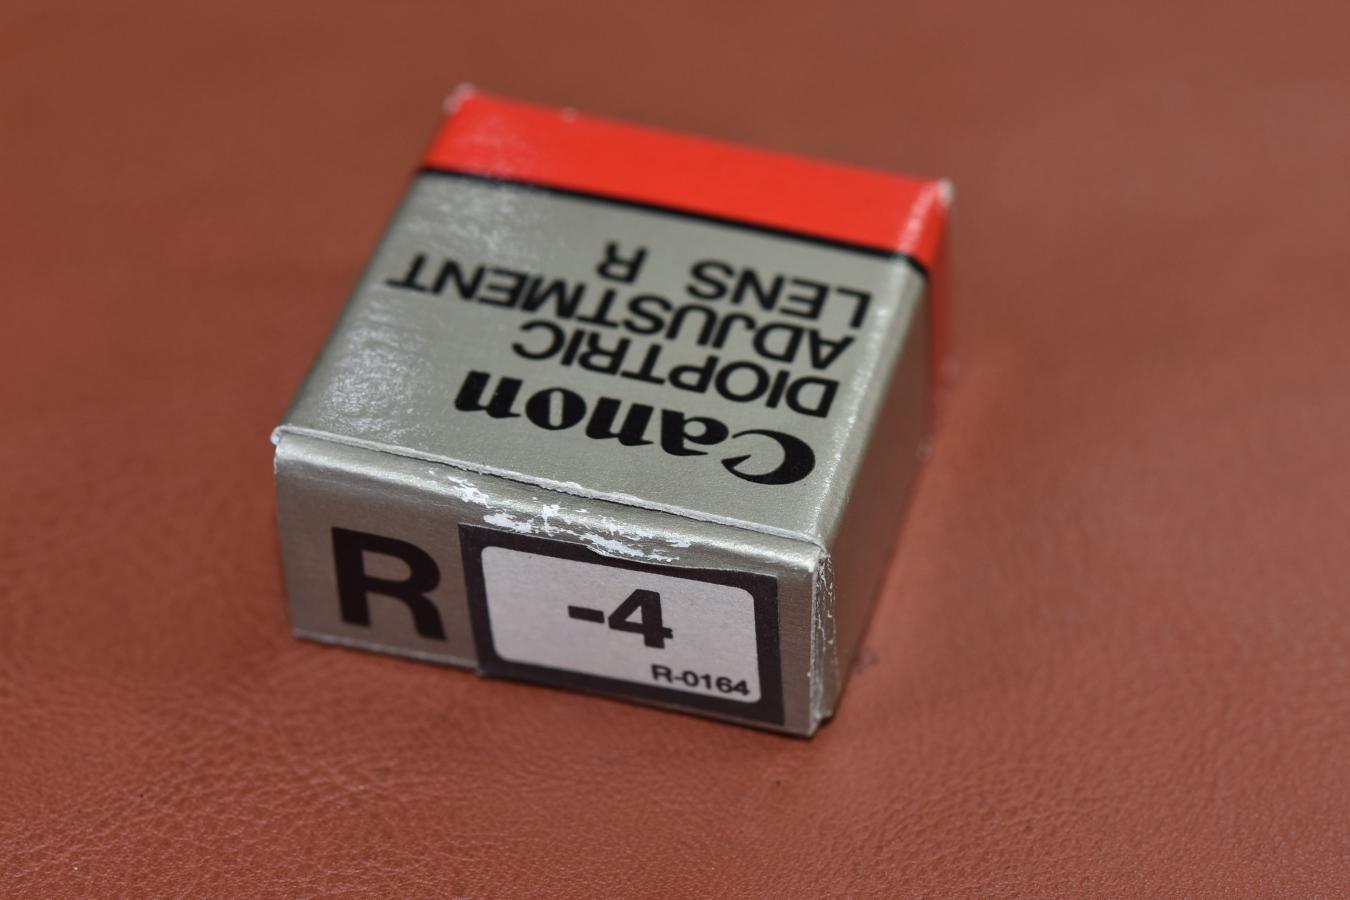 Canon
DIOPTRIC
ADJUSTMENT
LENS R
R
-4
R-0164